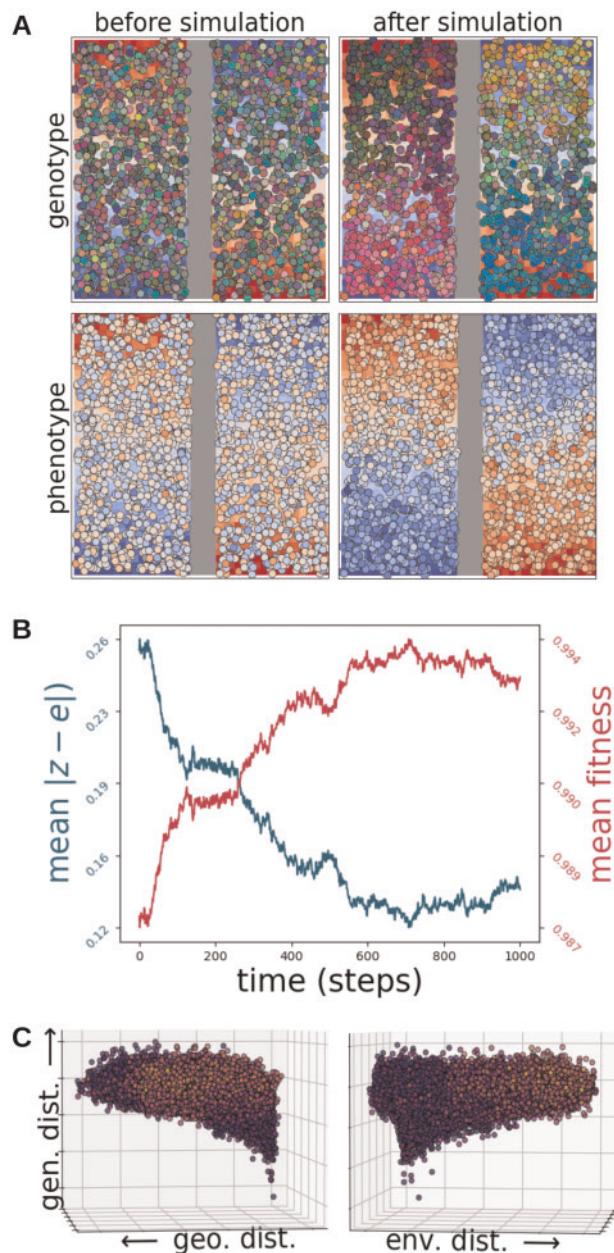 A
before simulation
after simulation
genotype
phenotype
B
mean |z − e|)
0.26
0.23
0.19
0.16
0.12
0.994
0.992
0.990
0.989
0.987
mean fitness
0
200
400
600
800
1000
time (steps)
C
gen. dist. ⟶
⟵ geo. dist.
env. dist. ⟶